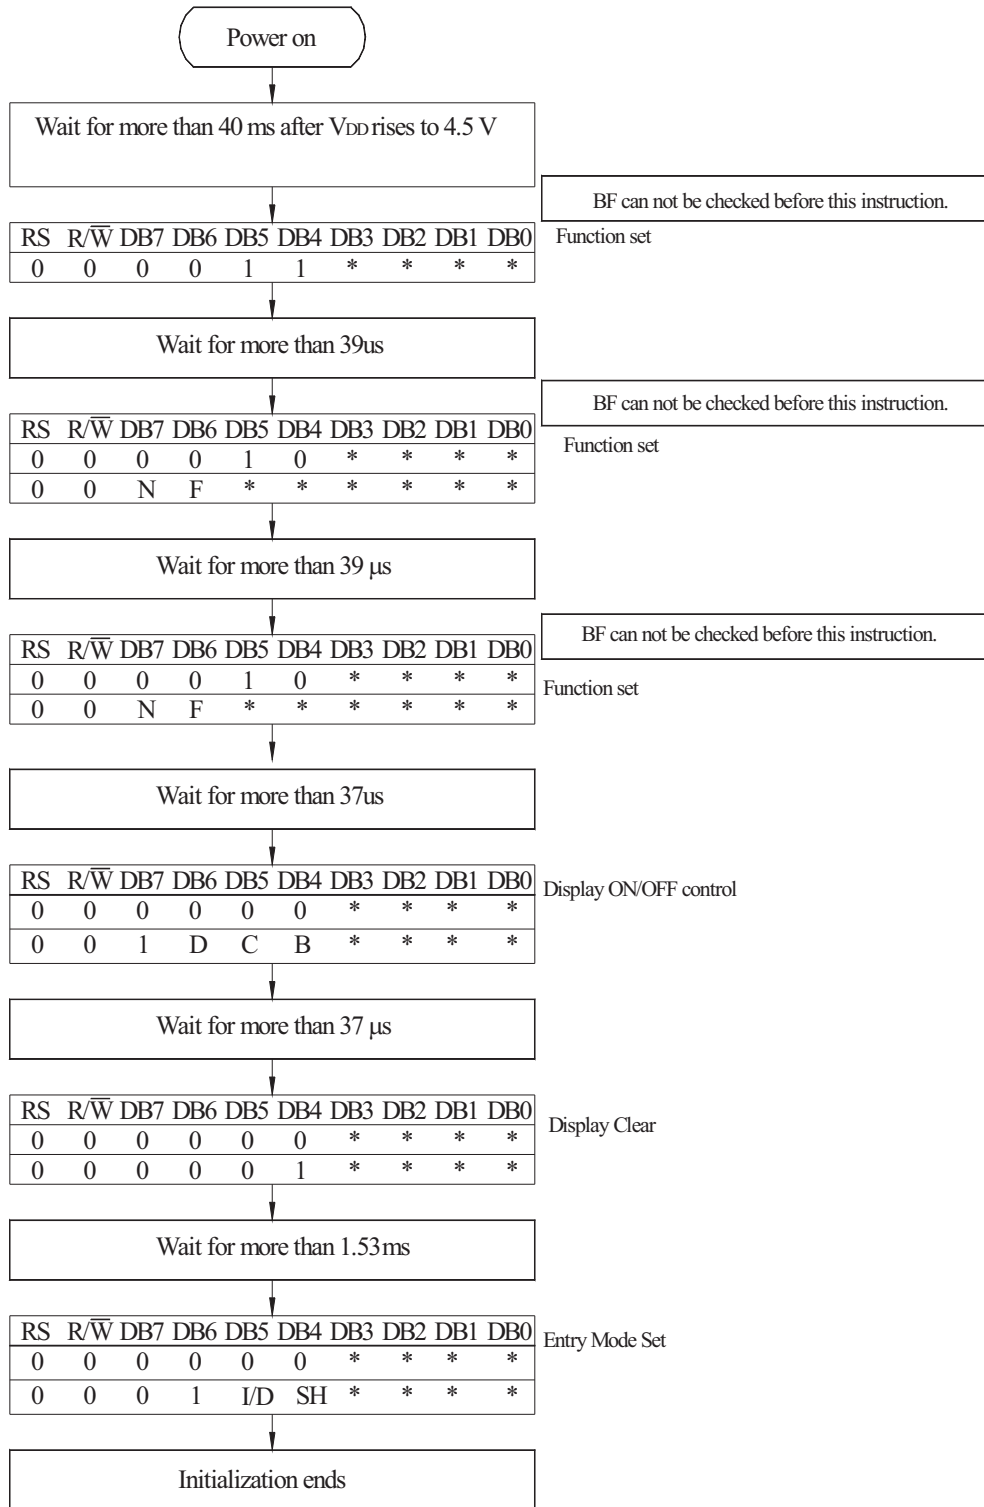 Power on
Wait for more than 40 ms after VDD rises to 4.5 V
BF can not be checked before this instruction.
RS R/W̅ DB7 DB6 DB5 DB4 DB3 DB2 DB1 DB0
Function set
0 0 0 0 1 1 * * * *
Wait for more than 39us
BF can not be checked before this instruction.
RS R/W̅ DB7 DB6 DB5 DB4 DB3 DB2 DB1 DB0
Function set
0 0 0 0 1 0 * * * *
0 0 N F * * * * * *
Wait for more than 39 µs
BF can not be checked before this instruction.
RS R/W̅ DB7 DB6 DB5 DB4 DB3 DB2 DB1 DB0
0 0 0 0 1 0 * * * *
Function set
0 0 N F * * * * * *
Wait for more than 37us
RS R/W̅ DB7 DB6 DB5 DB4 DB3 DB2 DB1 DB0
Display ON/OFF control
0 0 0 0 0 0 * * * *
0 0 1 D C B * * * *
Wait for more than 37 µs
RS R/W̅ DB7 DB6 DB5 DB4 DB3 DB2 DB1 DB0
Display Clear
0 0 0 0 0 0 * * * *
0 0 0 0 0 1 * * * *
Wait for more than 1.53ms
RS R/W̅ DB7 DB6 DB5 DB4 DB3 DB2 DB1 DB0
Entry Mode Set
0 0 0 0 0 0 * * * *
0 0 0 1 I/D SH * * * *
Initialization ends